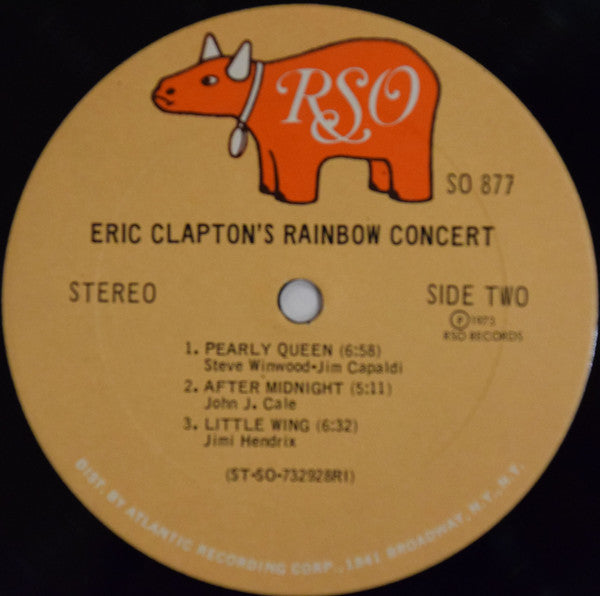 RSO
SO 877
ERIC CLAPTON'S RAINBOW CONCERT
STEREO
SIDE TWO
Ⓟ 1973
RSO RECORDS
1. PEARLY QUEEN (6:58)
Steve Winwood•Jim Capaldi
2. AFTER MIDNIGHT (5:11)
John J. Cale
3. LITTLE WING (6:32)
Jimi Hendrix
(ST-SO-732928RI)
DIST. BY ATLANTIC RECORDING CORP., 1841 BROADWAY, N.Y., N.Y.